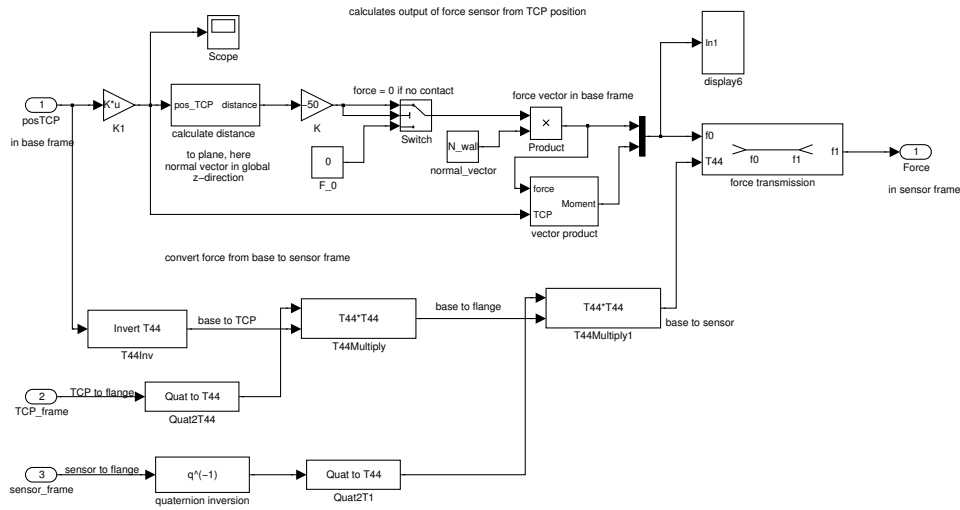 calculates output of force sensor from TCP position
Scope
In1
display6
1
posTCP
in base frame
K*u
K1
pos_TCP
distance
calculate distance
to plane, here
normal vector in global
z−direction
−50
K
force = 0 if no contact
Switch
0
F_0
force vector in base frame
N_wall
normal_vector
×
Product
force
TCP
Moment
vector product
f0
T44
f0
f1
f1
force transmission
1
Force
in sensor frame
convert force from base to sensor frame
Invert T44
T44Inv
base to TCP
T44*T44
T44Multiply
base to flange
T44*T44
T44Multiply1
base to sensor
2
TCP_frame
TCP to flange
Quat to T44
Quat2T44
3
sensor_frame
sensor to flange
q^(−1)
quaternion inversion
Quat to T44
Quat2T1